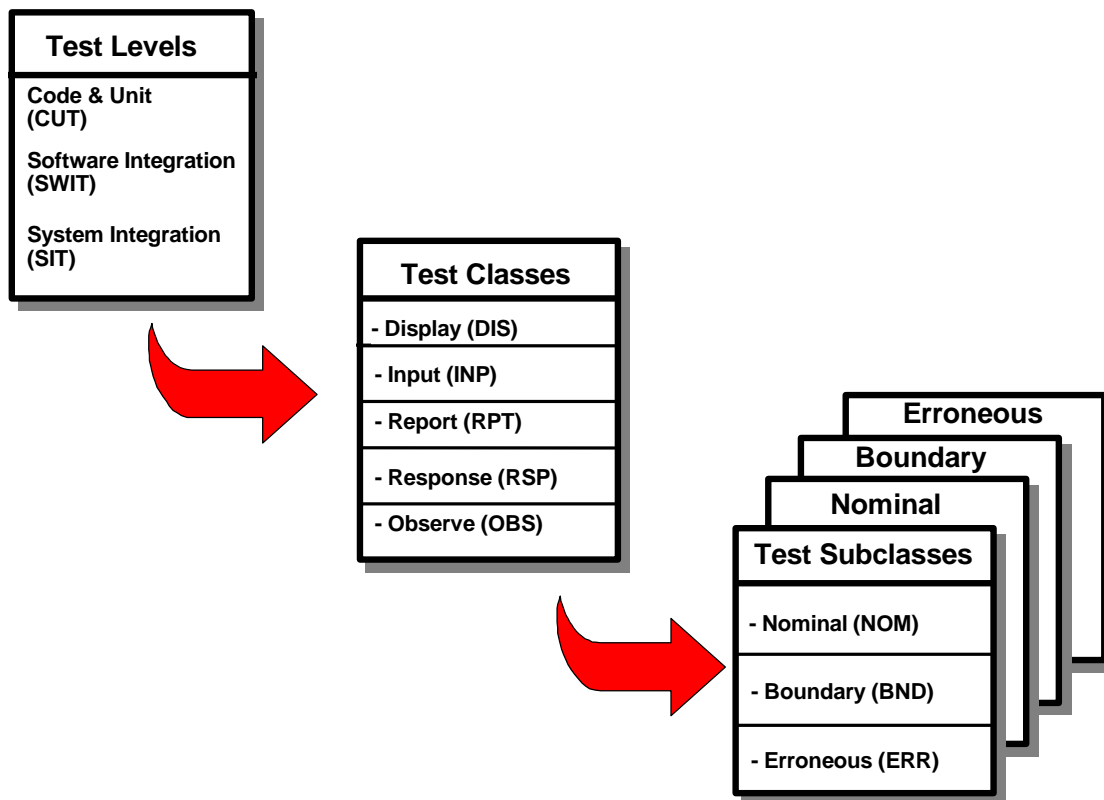 Test Levels
Code & Unit
(CUT)
Software Integration
(SWIT)
System Integration
(SIT)
Test Classes
- Display (DIS)
- Input (INP)
- Report (RPT)
- Response (RSP)
- Observe (OBS)
Erroneous
Boundary
Nominal
Test Subclasses
- Nominal (NOM)
- Boundary (BND)
- Erroneous (ERR)